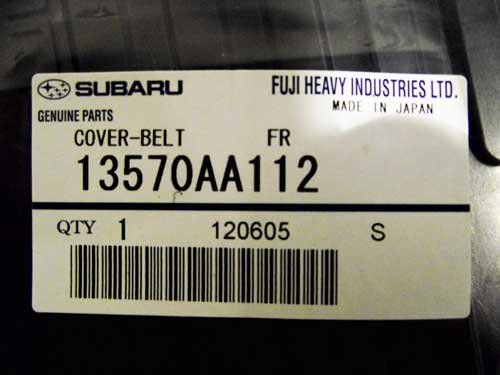 SUBARU FUJI HEAVY INDUSTRIES LTD.
GENUINE PARTS MADE IN JAPAN
COVER-BELT FR
13570AA112
QTY 1 120605 S